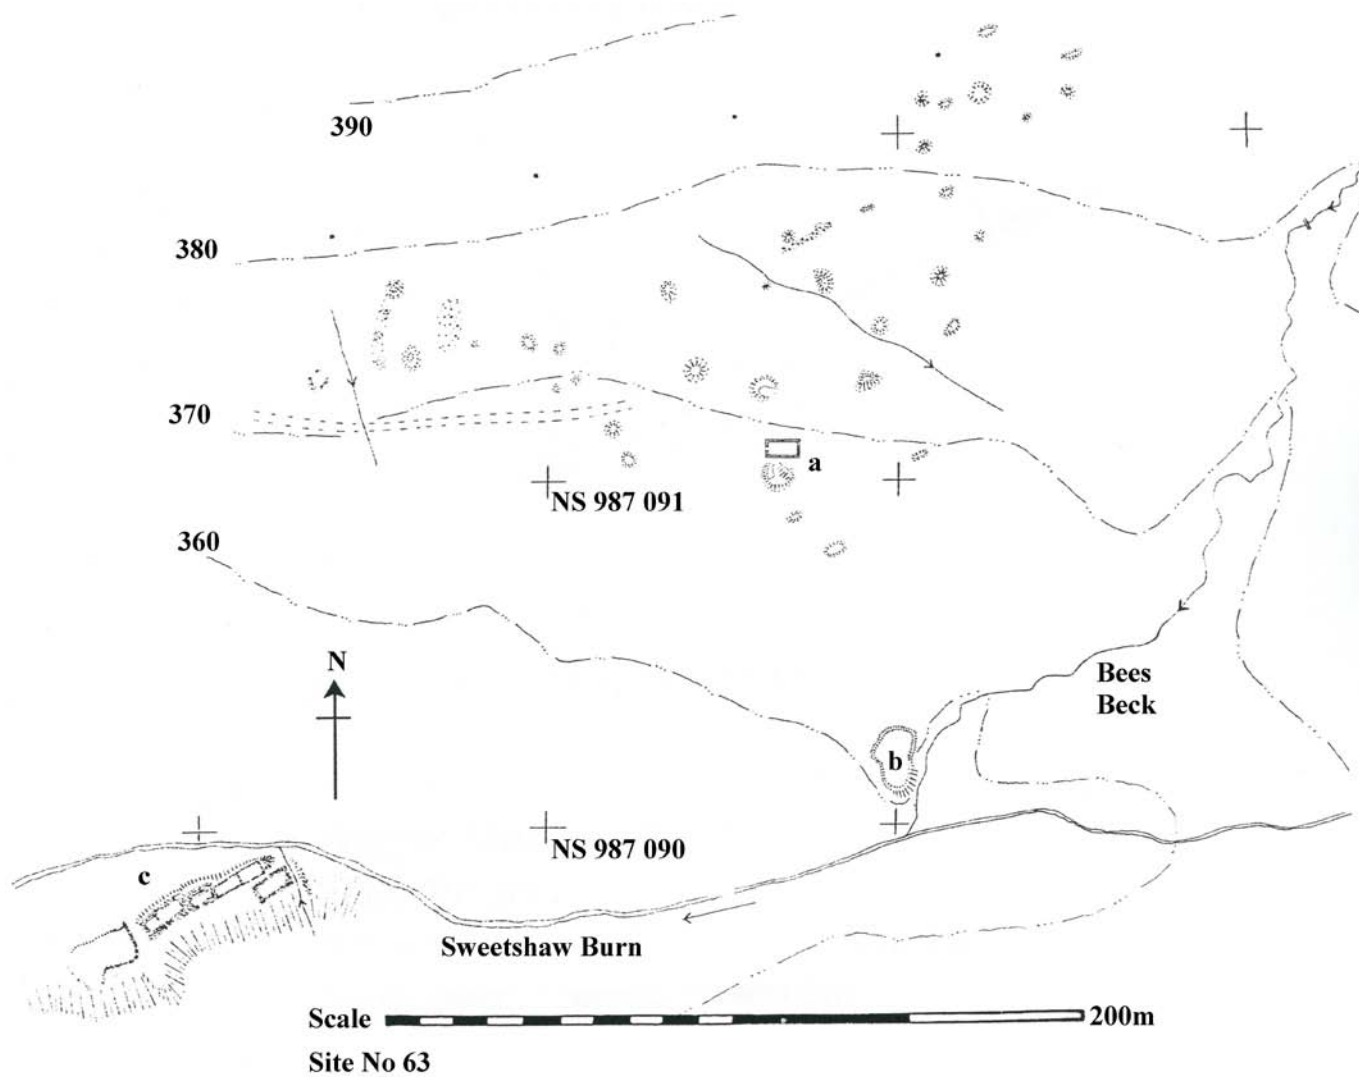 390
380
370
a
NS 987 091
360
N
Bees
Beck
b
NS 987 090
c
Sweetshaw Burn
Scale 200m
Site No 63